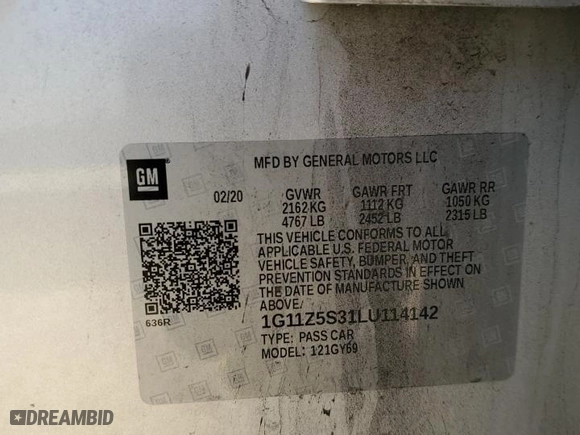 GM
MFD BY GENERAL MOTORS LLC
02/20 GVWR GAWR FRT GAWR RR
2162 KG 1112 KG 1050 KG
4767 LB 2452 LB 2315 LB
THIS VEHICLE CONFORMS TO ALL
APPLICABLE U.S. FEDERAL MOTOR
VEHICLE SAFETY, BUMPER, AND THEFT
PREVENTION STANDARDS IN EFFECT ON
THE DATE OF MANUFACTURE SHOWN
ABOVE.
636R
1G11Z5S31LU114142
TYPE: PASS CAR
MODEL: 121GY69
DREAMBID